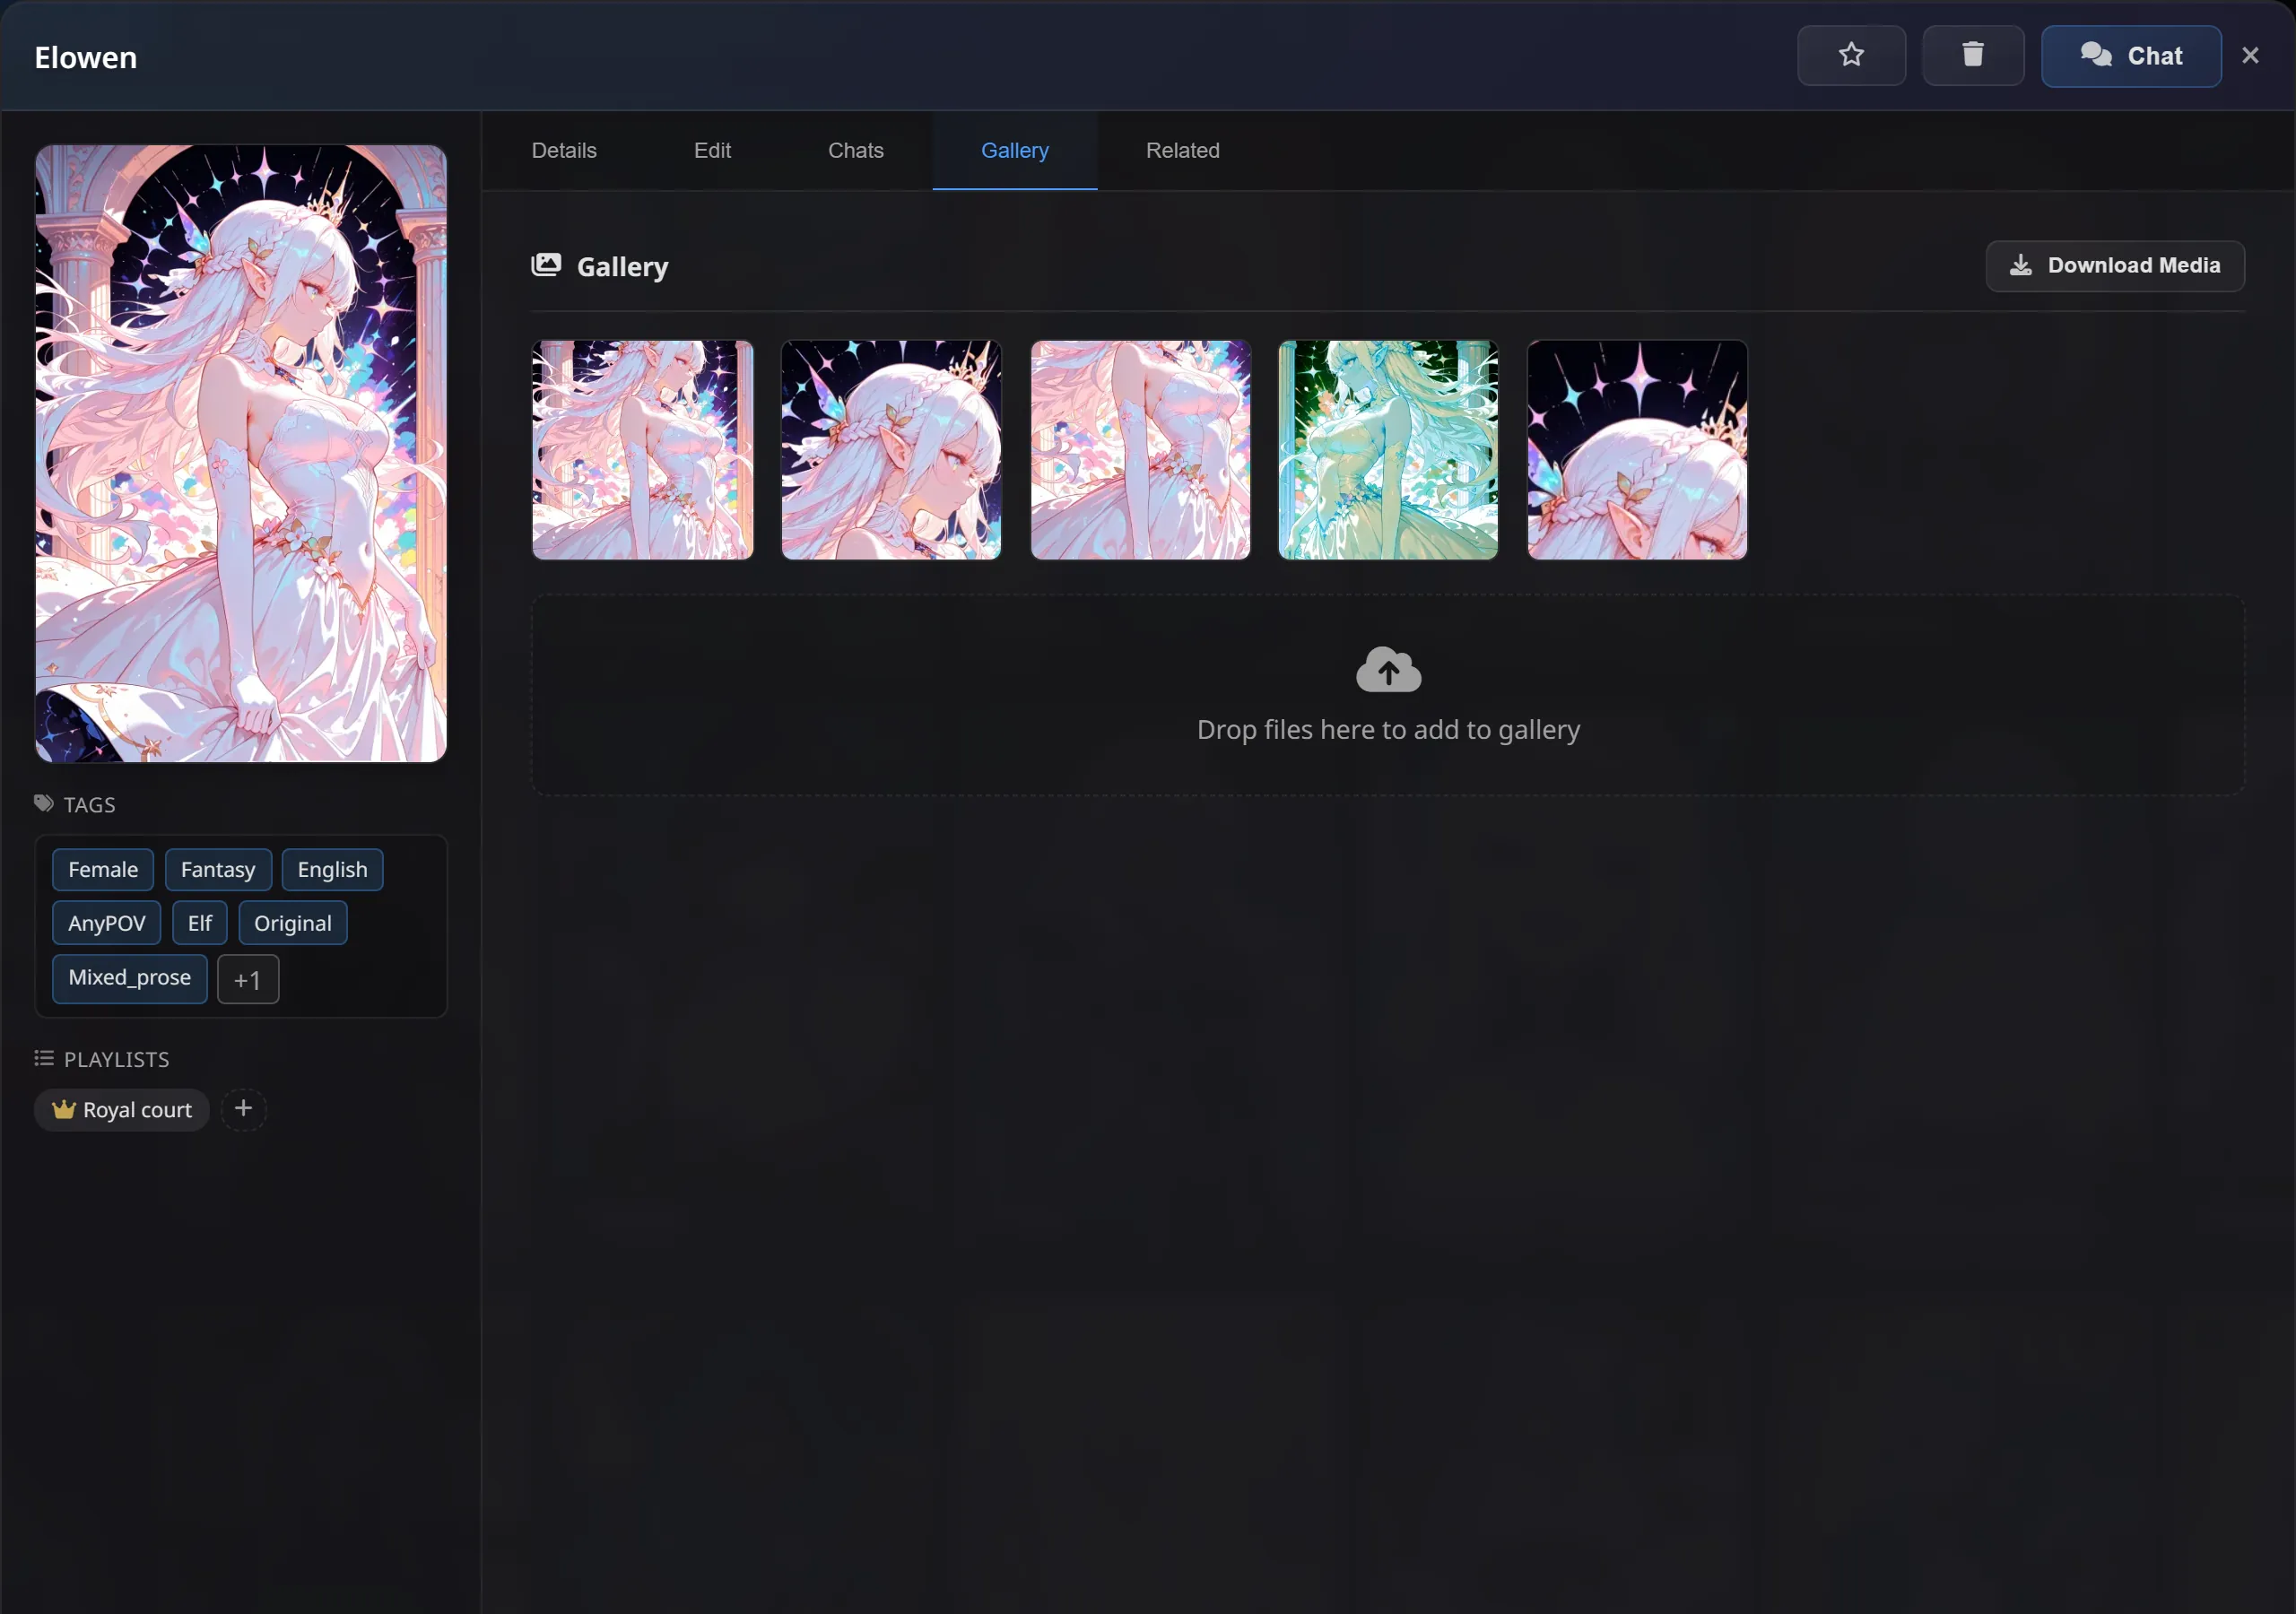 Elowen
Chat
Details Edit Chats Gallery Related
Gallery
Download Media
Drop files here to add to gallery
TAGS
Female Fantasy English
AnyPOV Elf Original
Mixed_prose +1
PLAYLISTS
Royal court